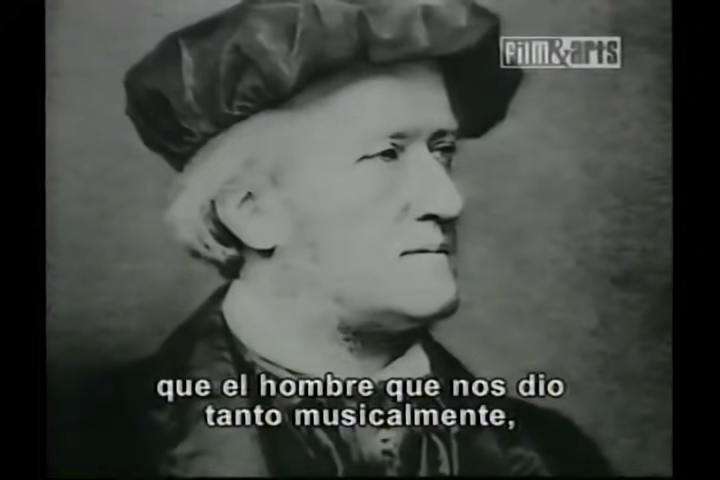 film&arts
que el hombre que nos dio
tanto musicalmente,